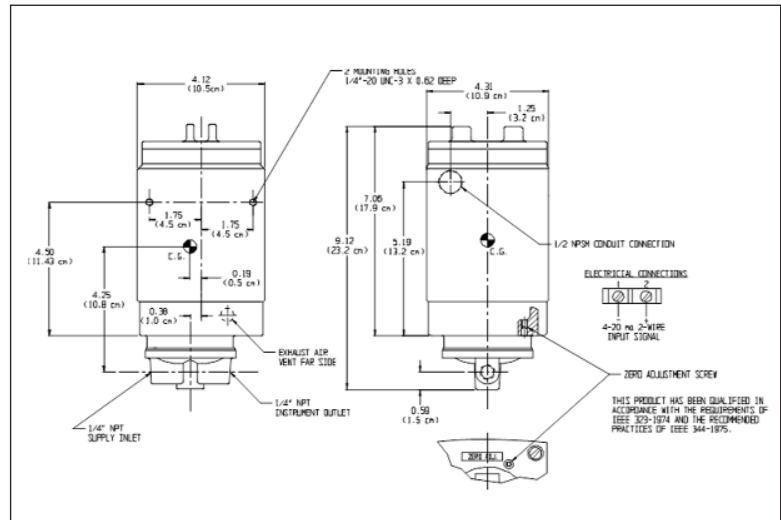 2 MOUNTING HOLES
1/4"-20 UNC-3 X 0.62 DEEP
4.12
(10.5cm)
4.31
(10.9 cm)
1.25
(3.2 cm)
1.75
(4.5 cm)
1.75
(4.5 cm)
4.50
(11.43 cm)
4.25
(10.8 cm)
C.G.
0.19
(0.5 cm)
0.38
(1.0 cm)
EXHAUST AIR
VENT FAR SIDE
1/4" NPT
INSTRUMENT OUTLET
1/4" NPT
SUPPLY INLET
9.12
(23.2 cm)
7.05
(17.9 cm)
5.19
(13.2 cm)
C.G.
1/2 NPSM CONDUIT CONNECTION
0.59
(1.5 cm)
ELECTRICIAL CONNECTIONS
1 2
- +
4-20 ma 2-WIRE
INPUT SIGNAL
ZERO ADJUSTMENT SCREW
THIS PRODUCT HAS BEEN QUALIFIED IN
ACCORDANCE WITH THE REQUIREMENTS OF
IEEE 323-1974 AND THE RECOMMENDED
PRACTICES OF IEEE 344-1975.
ZERO ADJ.